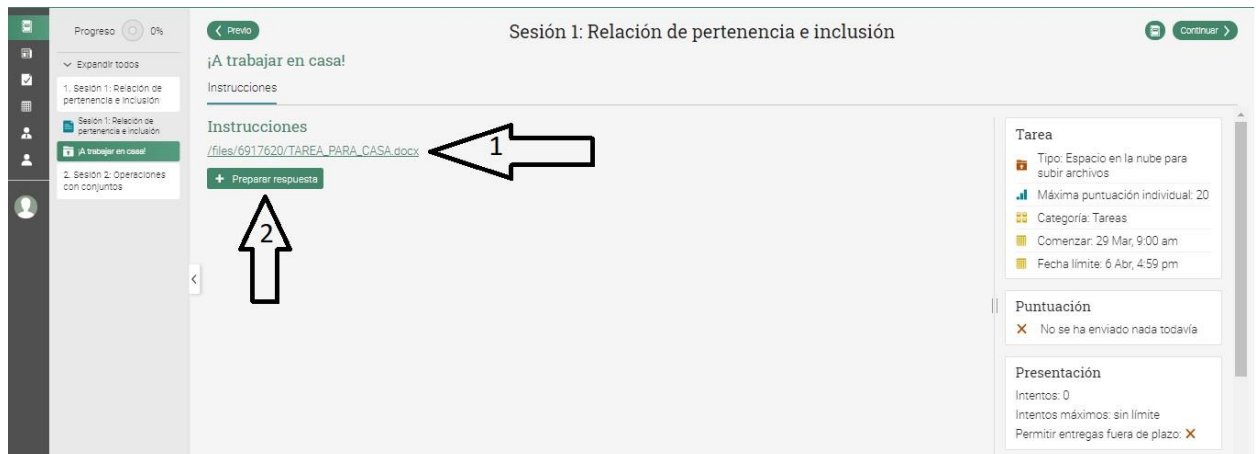 Progreso 0%
Expandir todos
1. Sesión 1: Relación de
pertenencia e inclusión
Sesión 1: Relación de
pertenencia e inclusión
¡A trabajar en casa!
2. Sesión 2: Operaciones
con conjuntos
Previo
Sesión 1: Relación de pertenencia e inclusión
Continuar
¡A trabajar en casa!
Instrucciones
Instrucciones
/files/6917620/TAREA_PARA_CASA.docx
1
+ Preparar respuesta
2
Tarea
Tipo: Espacio en la nube para
subir archivos
Máxima puntuación individual: 20
Categoría: Tareas
Comenzar: 29 Mar, 9:00 am
Fecha límite: 6 Abr, 4:59 pm
Puntuación
No se ha enviado nada todavía
Presentación
Intentos: 0
Intentos máximos: sin límite
Permitir entregas fuera de plazo: